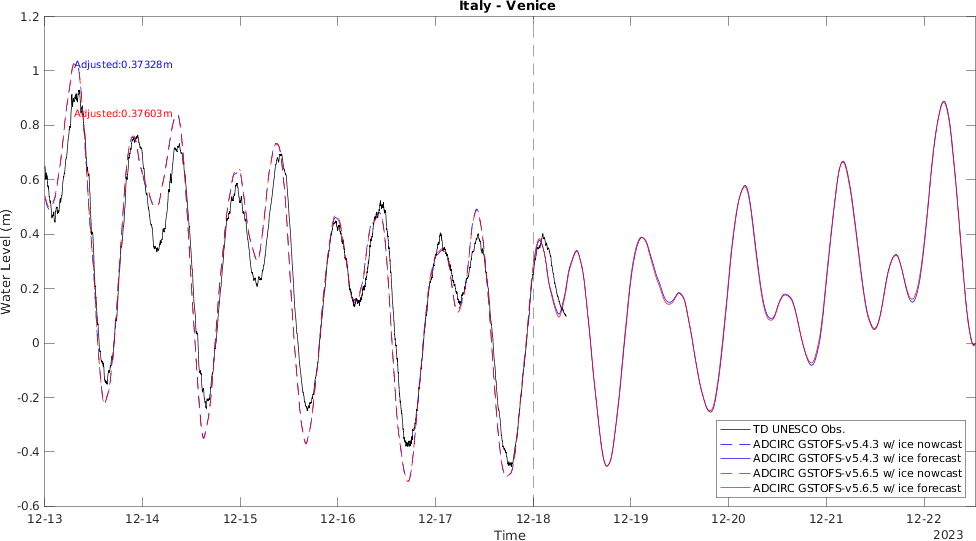 Italy - Venice
Water Level (m)
1.2
1
0.8
0.6
0.4
0.2
0
-0.2
-0.4
-0.6
Adjusted:0.37328m
Adjusted:0.37603m
TD UNESCO Obs.
ADCIRC GSTOFS-v5.4.3 w/ ice nowcast
ADCIRC GSTOFS-v5.4.3 w/ ice forecast
ADCIRC GSTOFS-v5.6.5 w/ ice nowcast
ADCIRC GSTOFS-v5.6.5 w/ ice forecast
12-13 12-14 12-15 12-16 12-17 12-18 12-19 12-20 12-21 12-22
Time
2023